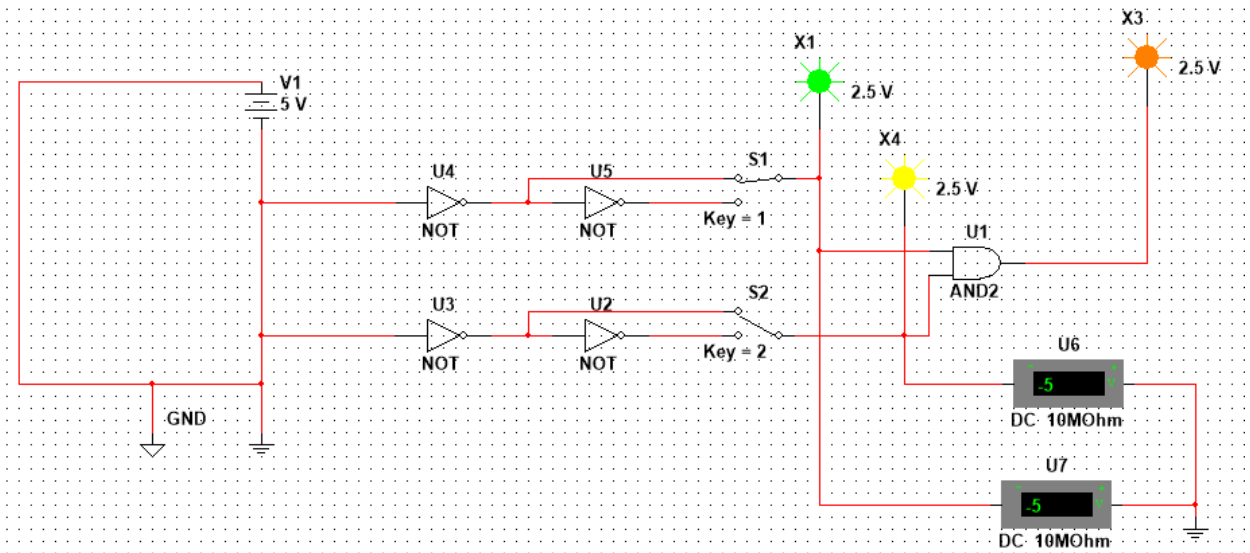 X3
2.5 V
X1
2.5 V
V1
5 V
X4
2.5 V
U4
NOT
U5
NOT
S1
Key = 1
U1
AND2
U3
NOT
U2
NOT
S2
Key = 2
U6
- +
-5 V
DC 10MOhm
GND
U7
- +
-5 V
DC 10MOhm